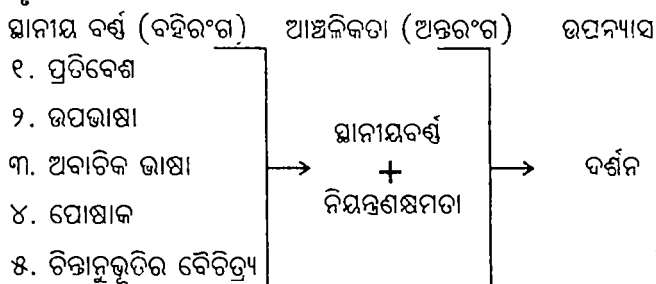 ସ୍ଥାନୀୟ ବର୍ଣ୍ଣ (ବହିରଂଗ) ଆଞ୍ଚଳିକତା (ଅନ୍ତରଂଗ) ଉପନ୍ୟାସ
୧. ପ୍ରତିବେଶ
୨. ଉପଭାଷା
ସ୍ଥାନୀୟବର୍ଣ୍ଣ
୩. ଅବାଚିକ ଭାଷା + ଦର୍ଶନ
ନିୟନ୍ତ୍ରଣକ୍ଷମତା
୪. ପୋଷାକ
୫. ଚିନ୍ତାନୁଭୂତିର ବୈଚିତ୍ର୍ୟ